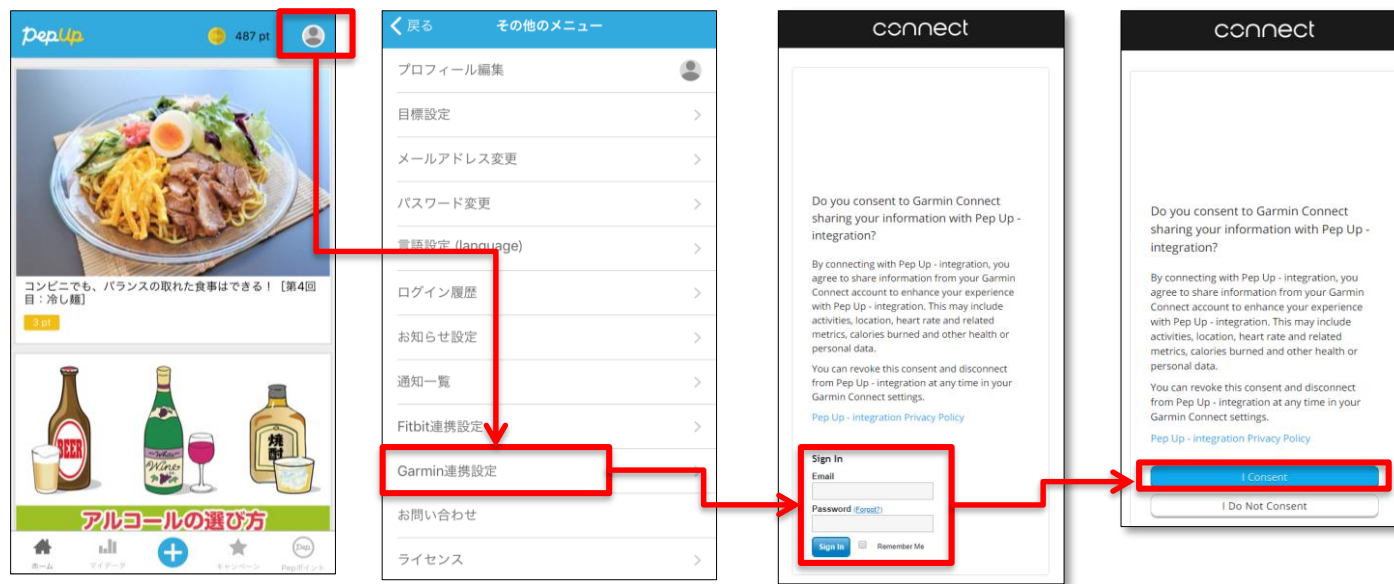 PepUp
487 pt
コンビニでも、バランスの取れた食事はできる！［第4回
目：冷し麺］
3 pt
BEER
White
Wine
焼酎
アルコールの選び方
ホーム
マイデータ
キャンペーン
Pep
Pepポイント
戻る
その他のメニュー
プロフィール編集
目標設定
メールアドレス変更
パスワード変更
言語設定 (language)
ログイン履歴
お知らせ設定
通知一覧
Fitbit連携設定
Garmin連携設定
お問い合わせ
ライセンス
connect
Do you consent to Garmin Connect
sharing your information with Pep Up -
integration?
By connecting with Pep Up - integration, you
agree to share information from your Garmin
Connect account to enhance your experience
with Pep Up - integration. This may include
activities, location, heart rate and related
metrics, calories burned and other health or
personal data.
You can revoke this consent and disconnect
from Pep Up - integration at any time in your
Garmin Connect settings.
Pep Up - integration Privacy Policy
Sign In
Email
Password (Forgot?)
Sign In
Remember Me
connect
Do you consent to Garmin Connect
sharing your information with Pep Up -
integration?
By connecting with Pep Up - integration, you
agree to share information from your Garmin
Connect account to enhance your experience
with Pep Up - integration. This may include
activities, location, heart rate and related
metrics, calories burned and other health or
personal data.
You can revoke this consent and disconnect
from Pep Up - integration at any time in your
Garmin Connect settings.
Pep Up - integration Privacy Policy
I Consent
I Do Not Consent